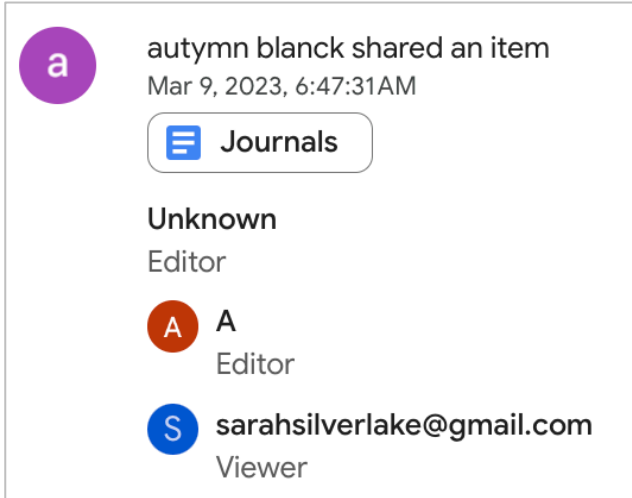 a
autymn blanck shared an item
Mar 9, 2023, 6:47:31AM
Journals
Unknown
Editor
A
A
Editor
S
sarahsilverlake@gmail.com
Viewer